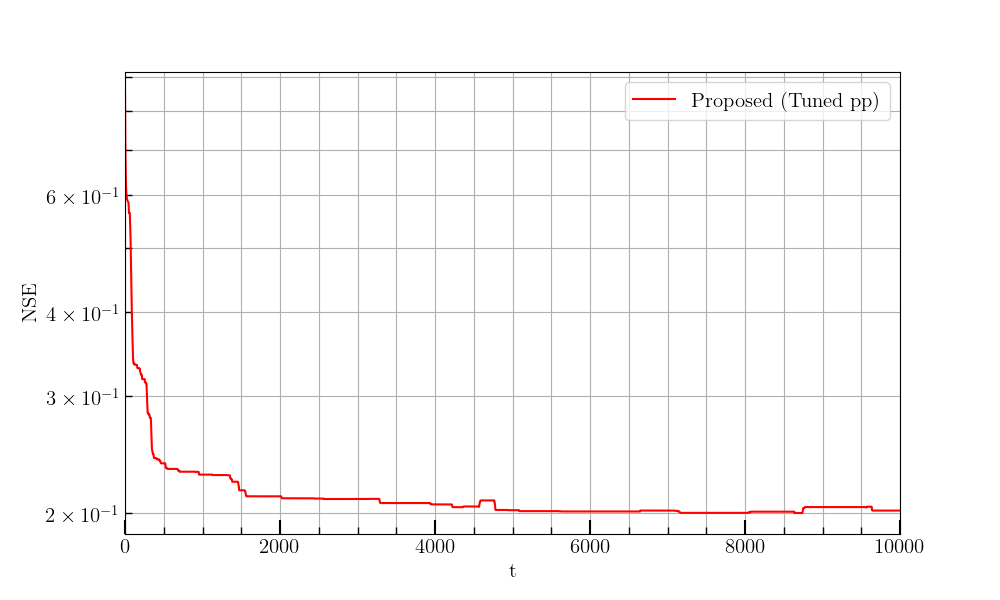 Proposed (Tuned pp)
NSE
6 × 10⁻¹
4 × 10⁻¹
3 × 10⁻¹
2 × 10⁻¹
0 2000 4000 6000 8000 10000
t